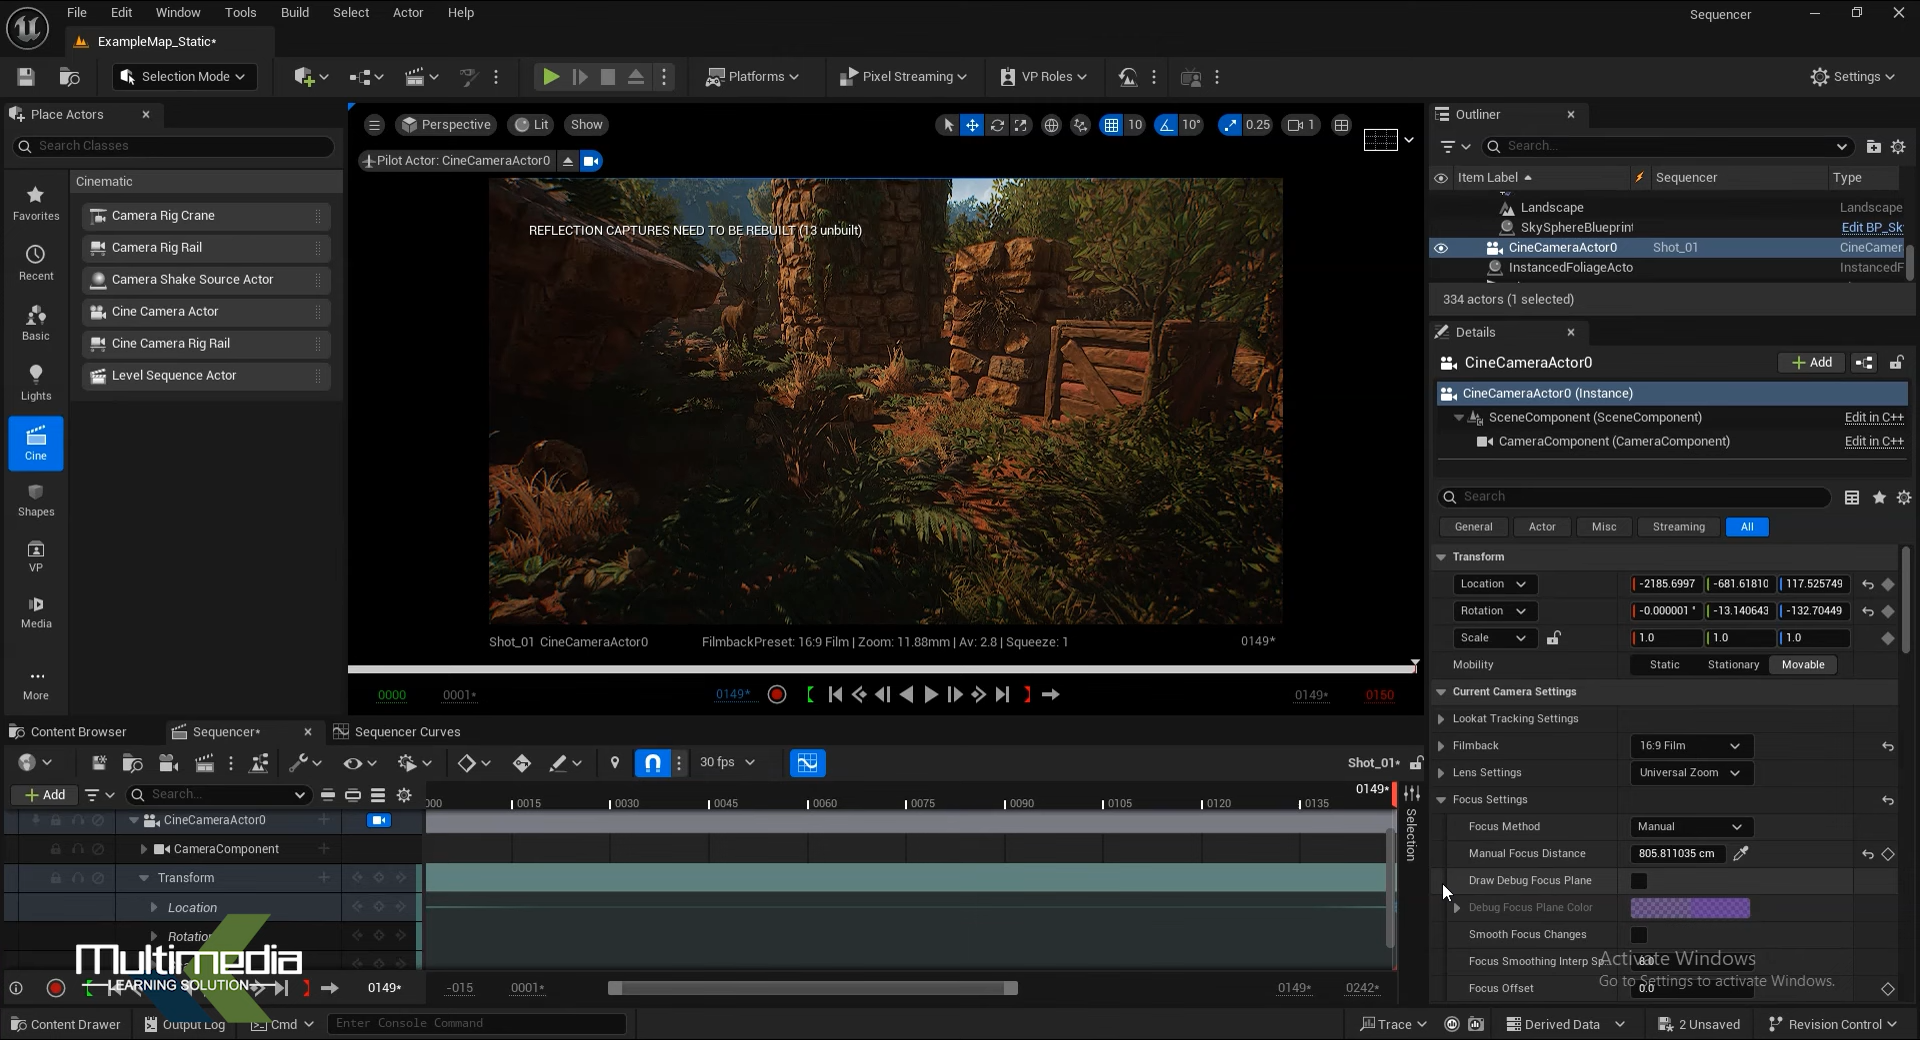 File Edit Window Tools Build Select Actor Help
Sequencer
ExampleMap_Static*
Selection Mode
Platforms
Pixel Streaming
VP Roles
Settings
Place Actors
Search Classes
Favorites
Recent
Basic
Lights
Cine
Shapes
VP
Media
More
Cinematic
Camera Rig Crane
Camera Rig Rail
Camera Shake Source Actor
Cine Camera Actor
Cine Camera Rig Rail
Level Sequence Actor
Perspective Lit Show
10 10° 0.25 1
Pilot Actor: CineCameraActor0
REFLECTION CAPTURES NEED TO BE REBUILT (13 unbuilt)
Shot_01 CineCameraActor0 FilmbackPreset: 16:9 Film | Zoom: 11.88mm | Av: 2.8 | Squeeze: 1 0149*
0000 0001* 0149* 0149* 0150
Outliner
Search...
Item Label Sequencer Type
Landscape Landscape
SkySphereBlueprint Edit BP_Sk
CineCameraActor0 Shot_01 CineCamer
InstancedFoliageActo InstancedF
334 actors (1 selected)
Details
CineCameraActor0 Add
CineCameraActor0 (Instance)
SceneComponent (SceneComponent) Edit in C++
CameraComponent (CameraComponent) Edit in C++
Search
General Actor Misc Streaming All
Transform
Location -2185.6997 -681.61810 117.525749
Rotation -0.000001 ° -13.140643 -132.70449
Scale 1.0 1.0 1.0
Mobility Static Stationary Movable
Current Camera Settings
Lookat Tracking Settings
Filmback 16:9 Film
Lens Settings Universal Zoom
Focus Settings
Focus Method Manual
Manual Focus Distance 805.811035 cm
Draw Debug Focus Plane
Debug Focus Plane Color
Smooth Focus Changes
Focus Smoothing Interp Sp... 8.0
Focus Offset 0.0
Activate Windows
Go to Settings to activate Windows.
Content Browser Sequencer* Sequencer Curves
30 fps
Shot_01*
Add Search...
0149*
000 0015 0030 0045 0060 0075 0090 0105 0120 0135
Selection
CineCameraActor0
CameraComponent
Transform
Location
Rotation
Multimedia
LEARNING SOLUTION
0149* -015 0001* 0149* 0242*
Content Drawer Output Log Cmd Enter Console Command
Trace Derived Data 2 Unsaved Revision Control